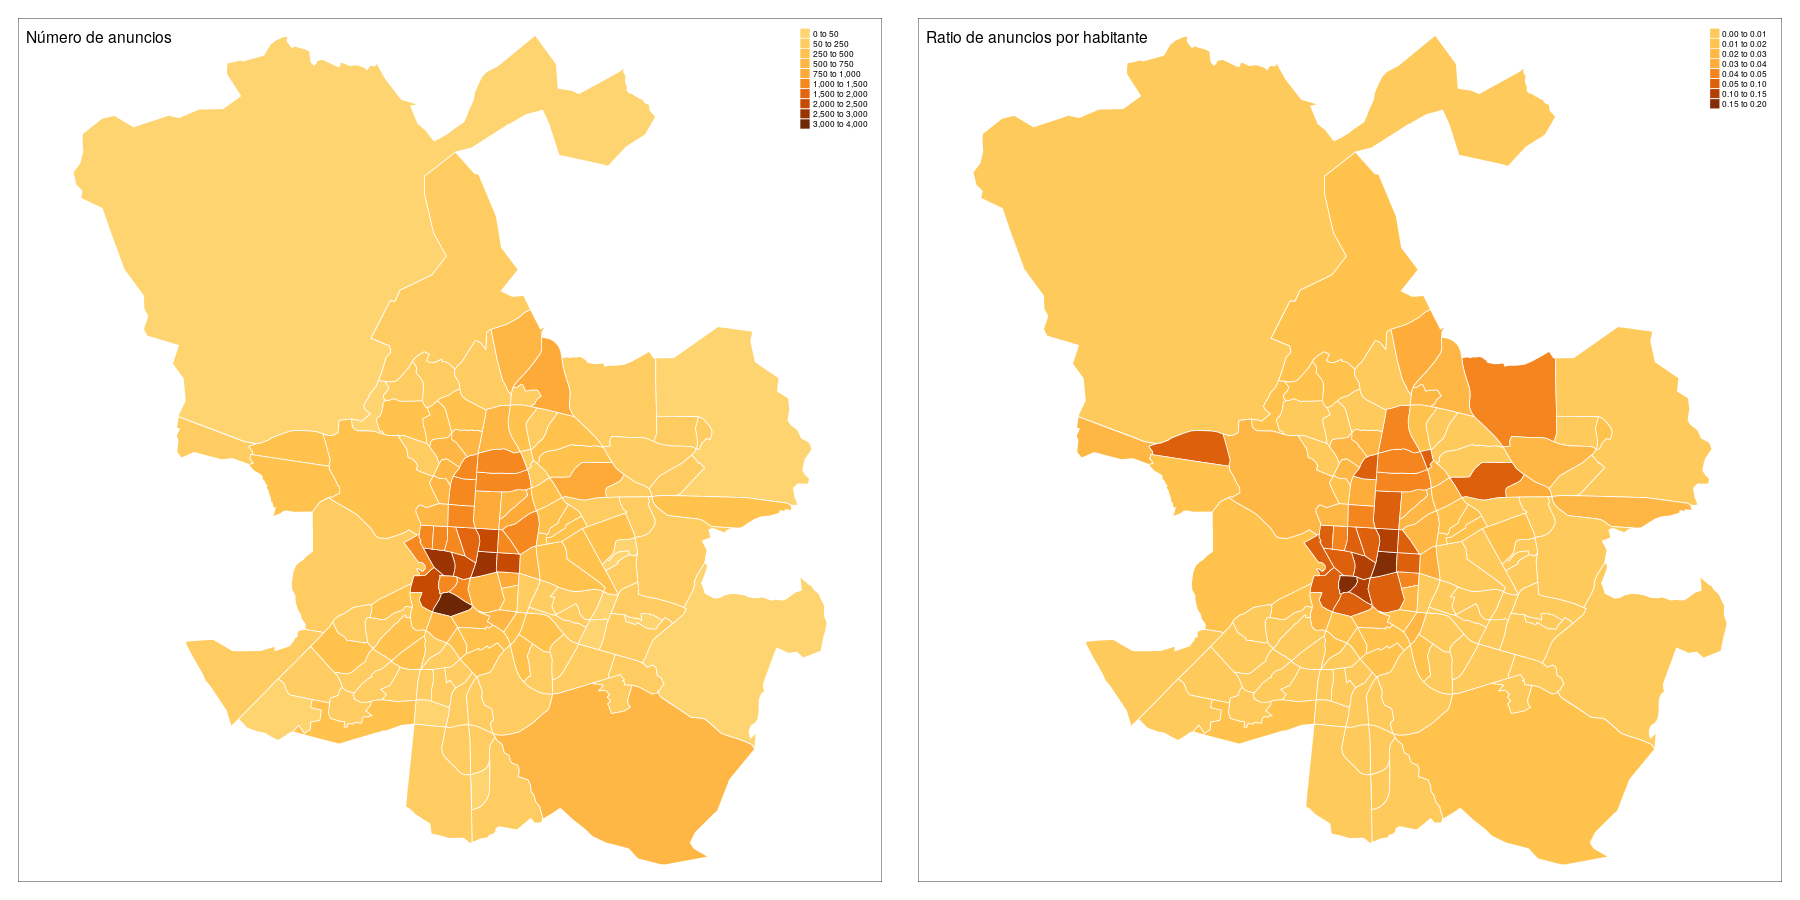 Número de anuncios
0 to 50
50 to 250
250 to 500
500 to 750
750 to 1,000
1,000 to 1,500
1,500 to 2,000
2,000 to 2,500
2,500 to 3,000
3,000 to 4,000
Ratio de anuncios por habitante
0.00 to 0.01
0.01 to 0.02
0.02 to 0.03
0.03 to 0.04
0.04 to 0.05
0.05 to 0.10
0.10 to 0.15
0.15 to 0.20